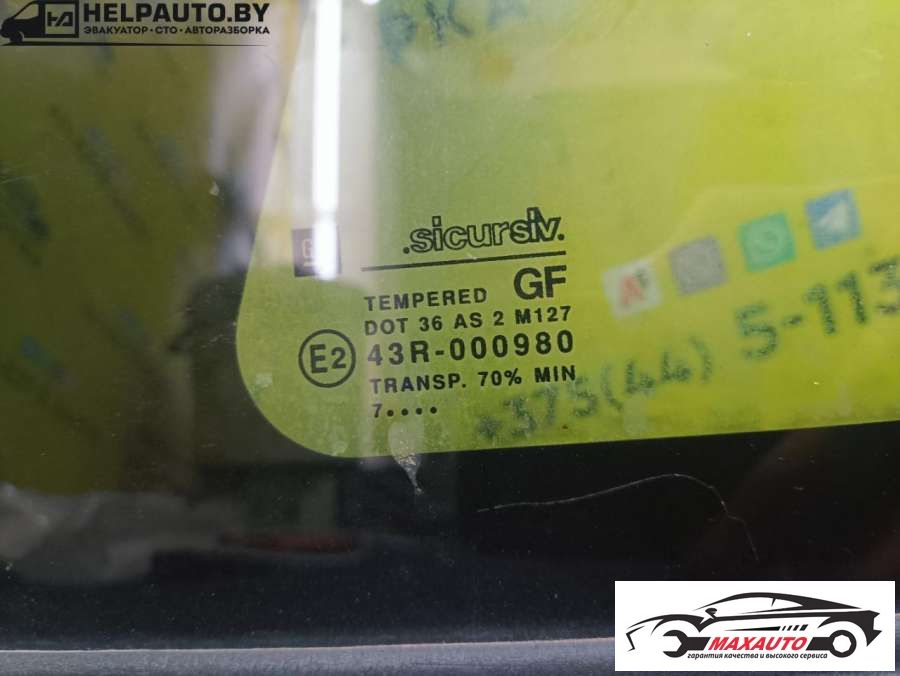 HELPAUTO.BY
ЭВАКУАТОР • СТО • АВТОРАЗБОРКА
.sicursiv.
GM
TEMPERED GF
DOT 36 AS 2 M127
E2 43R-000980
TRANSP. 70% MIN
7••••
+375(44) 5-113
MAXAUTO
гарантия качества и высокого сервиса